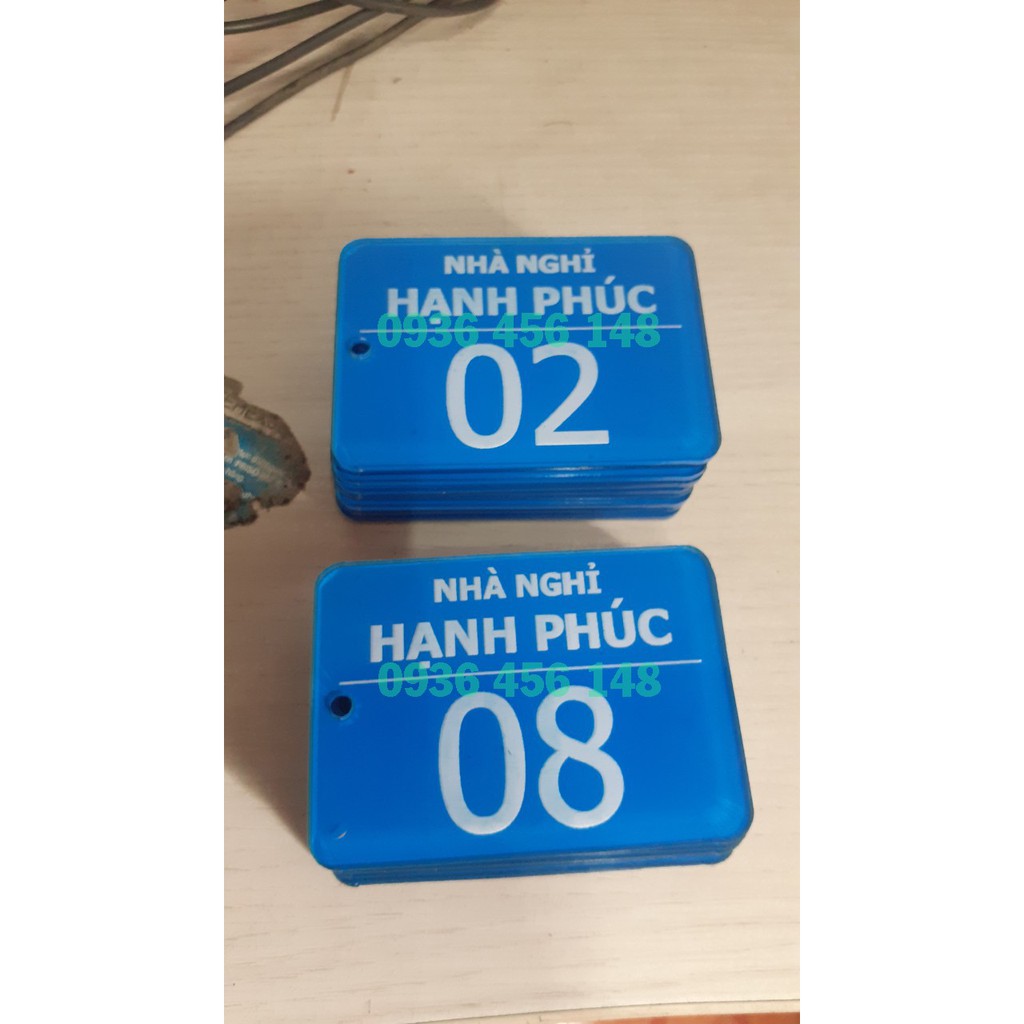 NHÀ NGHỈ
HẠNH PHÚC
0936 456 148
02
NHÀ NGHỈ
HẠNH PHÚC
0936 456 148
08